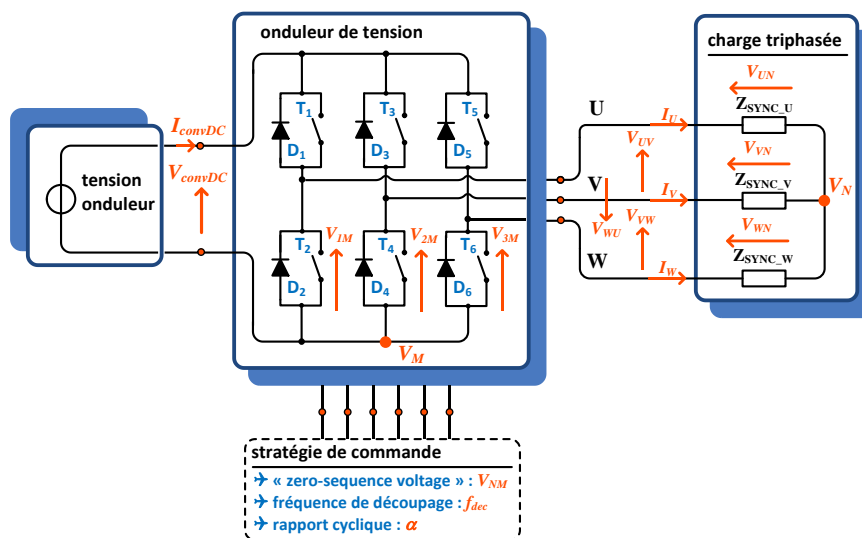 onduleur de tension
charge triphasée
tension
onduleur
I_convDC
V_convDC
T1 T3 T5
D1 D3 D5
T2 T4 T6
D2 D4 D6
V_1M V_2M V_3M
V_M
U
V
W
I_U
I_V
I_W
V_UV
V_VW
V_WU
V_UN
Z_SYNC_U
V_VN
Z_SYNC_V
V_WN
Z_SYNC_W
V_N
stratégie de commande
✈ « zero-sequence voltage » : V_NM
✈ fréquence de découpage : f_dec
✈ rapport cyclique : α